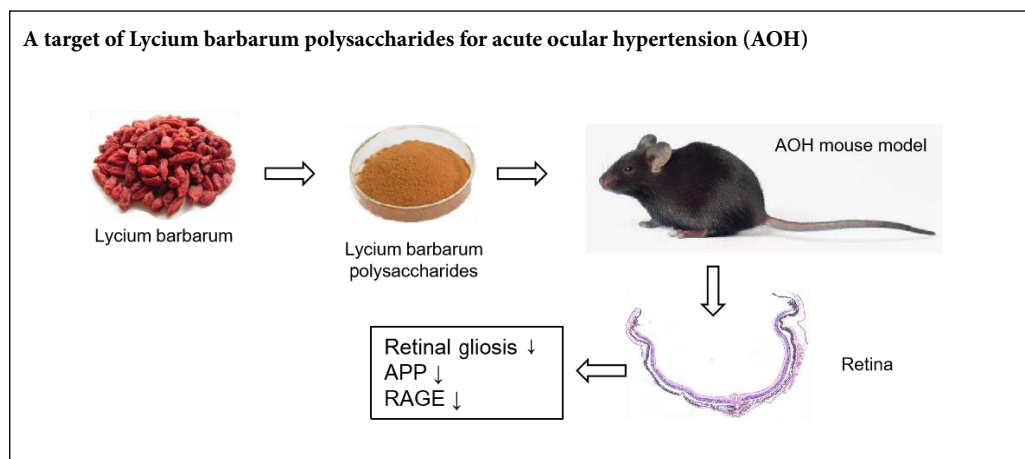 A target of Lycium barbarum polysaccharides for acute ocular hypertension (AOH)
Lycium barbarum
Lycium barbarum
polysaccharides
AOH mouse model
Retina
Retinal gliosis ↓
APP ↓
RAGE ↓